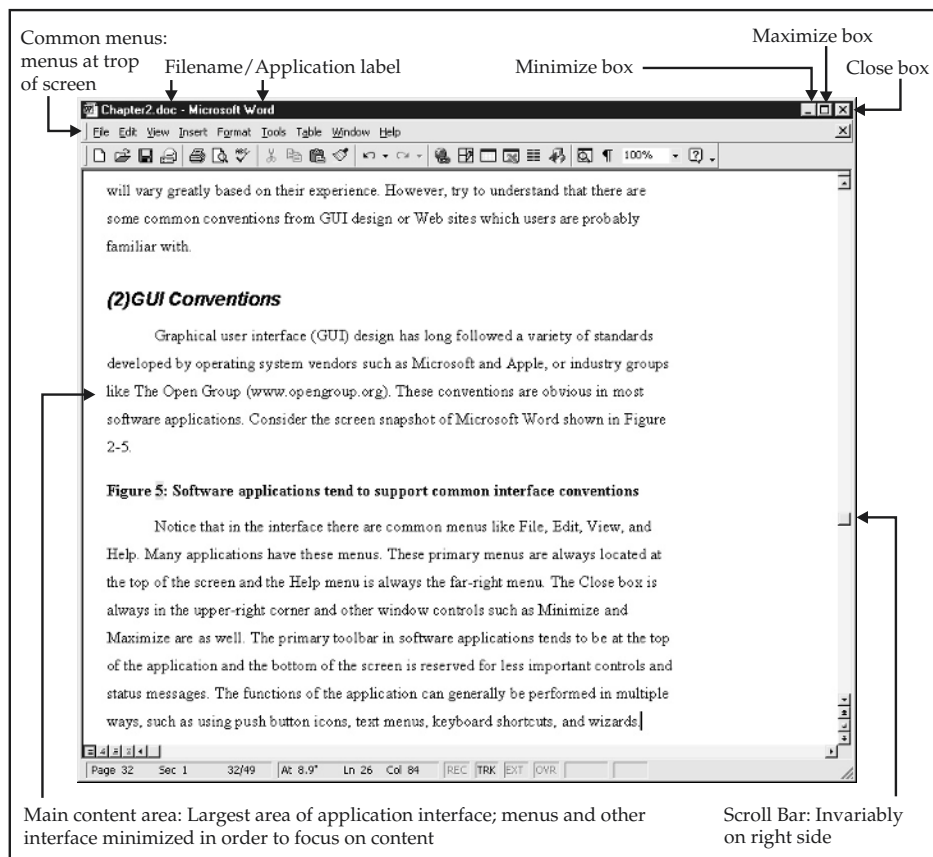 Common menus:
menus at trop
of screen
Filename/Application label
Minimize box
Maximize box
Close box
Chapter2.doc - Microsoft Word
File Edit View Insert Format Tools Table Window Help
100%
will vary greatly based on their experience. However, try to understand that there are
some common conventions from GUI design or Web sites which users are probably
familiar with.
(2)GUI Conventions
Graphical user interface (GUI) design has long followed a variety of standards
developed by operating system vendors such as Microsoft and Apple, or industry groups
like The Open Group (www.opengroup.org). These conventions are obvious in most
software applications. Consider the screen snapshot of Microsoft Word shown in Figure
2-5.
Figure 5: Software applications tend to support common interface conventions
Notice that in the interface there are common menus like File, Edit, View, and
Help. Many applications have these menus. These primary menus are always located at
the top of the screen and the Help menu is always the far-right menu. The Close box is
always in the upper-right corner and other window controls such as Minimize and
Maximize are as well. The primary toolbar in software applications tends to be at the top
of the application and the bottom of the screen is reserved for less important controls and
status messages. The functions of the application can generally be performed in multiple
ways, such as using push button icons, text menus, keyboard shortcuts, and wizards.
Page 32 Sec 1 32/49 At 8.9" Ln 26 Col 84 REC TRK EXT OVR
Main content area: Largest area of application interface; menus and other
interface minimized in order to focus on content
Scroll Bar: Invariably
on right side